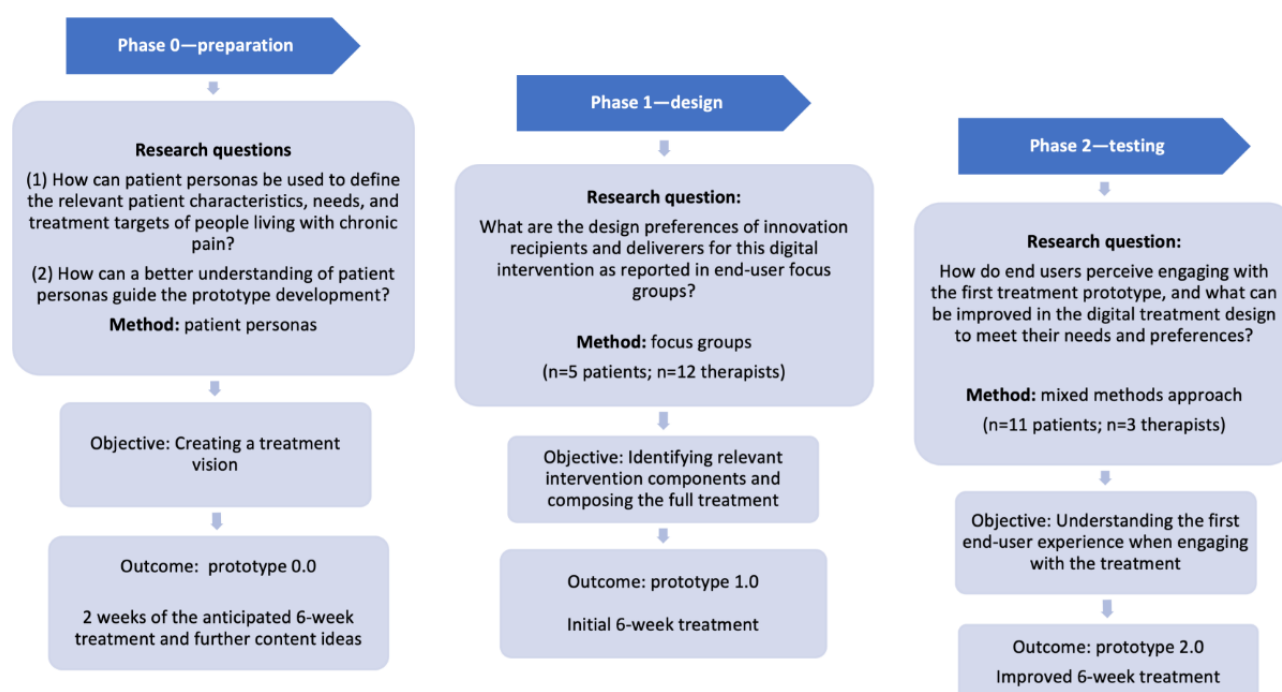 Phase 0—preparation
Research questions
(1) How can patient personas be used to define
the relevant patient characteristics, needs, and
treatment targets of people living with chronic
pain?
(2) How can a better understanding of patient
personas guide the prototype development?
Method: patient personas
Objective: Creating a treatment
vision
Outcome: prototype 0.0
2 weeks of the anticipated 6-week
treatment and further content ideas
Phase 1—design
Research question:
What are the design preferences of innovation
recipients and deliverers for this digital
intervention as reported in end-user focus
groups?
Method: focus groups
(n=5 patients; n=12 therapists)
Objective: Identifying relevant
intervention components and
composing the full treatment
Outcome: prototype 1.0
Initial 6-week treatment
Phase 2—testing
Research question:
How do end users perceive engaging with
the first treatment prototype, and what can
be improved in the digital treatment design
to meet their needs and preferences?
Method: mixed methods approach
(n=11 patients; n=3 therapists)
Objective: Understanding the first
end-user experience when engaging
with the treatment
Outcome: prototype 2.0
Improved 6-week treatment